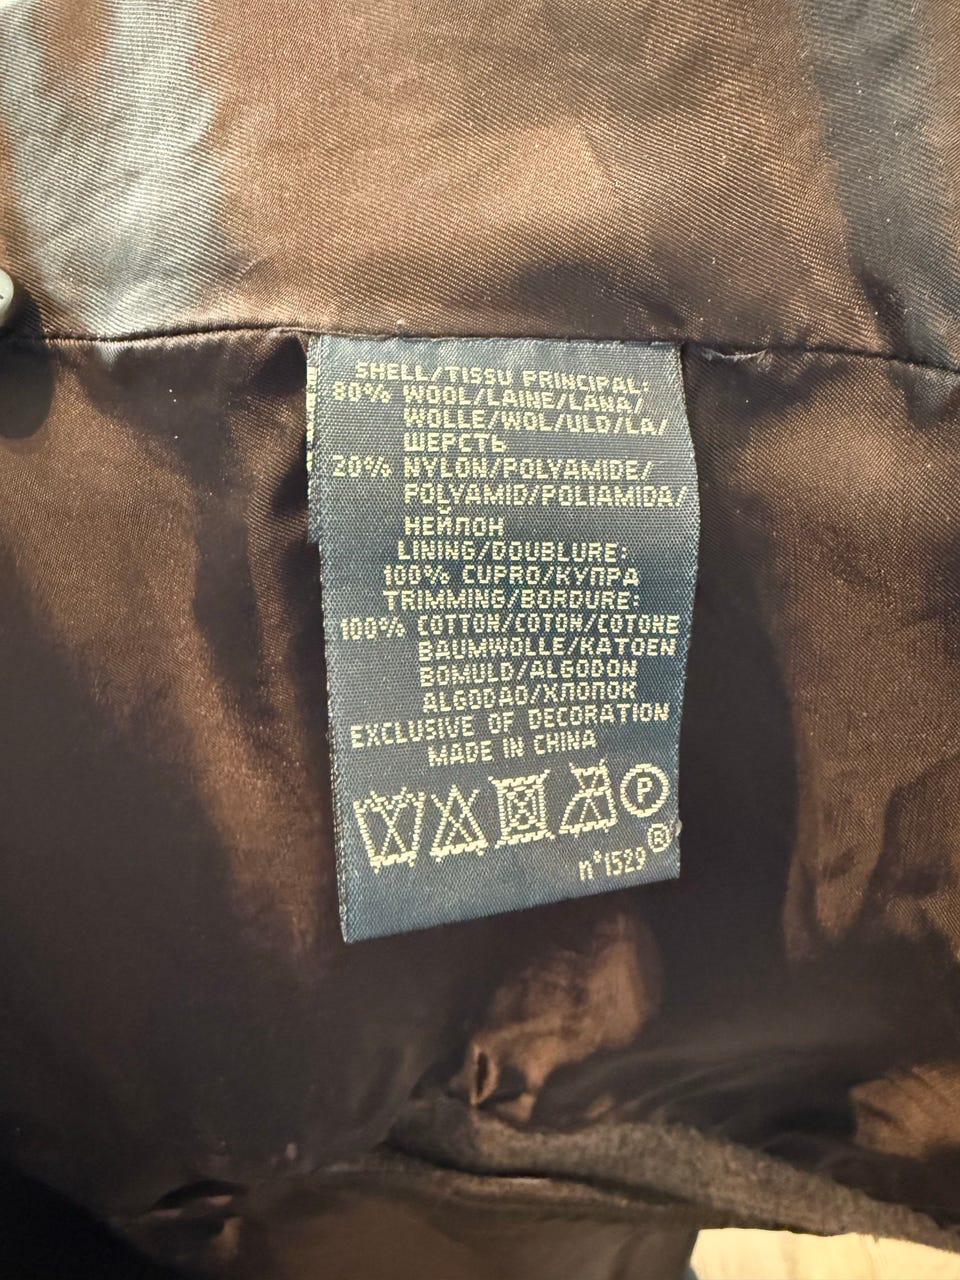 SHELL/TISSU PRINCIPAL:
80% WOOL/LAINE/LANA/
WOLLE/WOL/ULD/LA/
ШЕРСТЬ
20% NYLON/POLYAMIDE/
POLYAMID/POLIAMIDA/
НЕЙЛОН
LINING/DOUBLURE:
100% CUPRO/КУПРА
TRIMMING/BORDURE:
100% COTTON/COTON/COTONE
BAUMWOLLE/KATOEN
BOMULD/ALGODON
ALGODAO/ХЛОПОК
EXCLUSIVE OF DECORATION
MADE IN CHINA
P
n°1529 ®